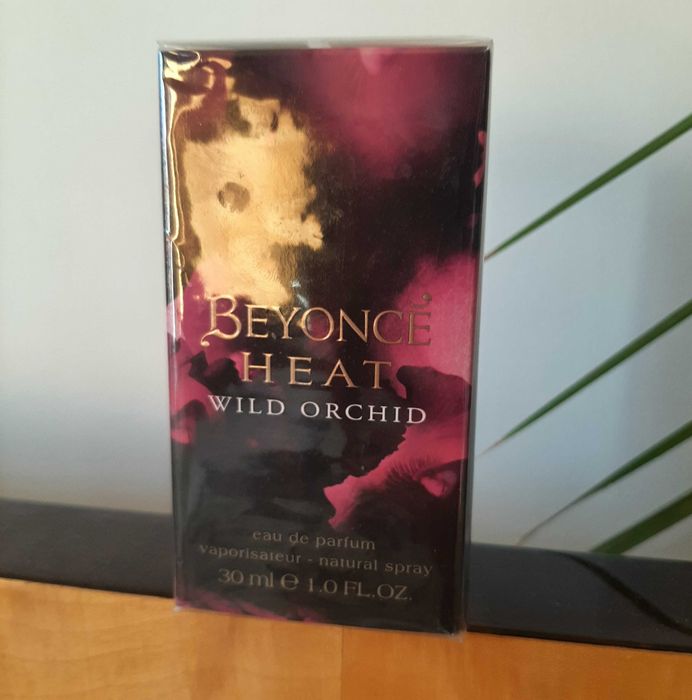 BEYONCÉ
HEAT
WILD ORCHID
eau de parfum
vaporisateur - natural spray
30 ml e 1.0 FL.OZ.